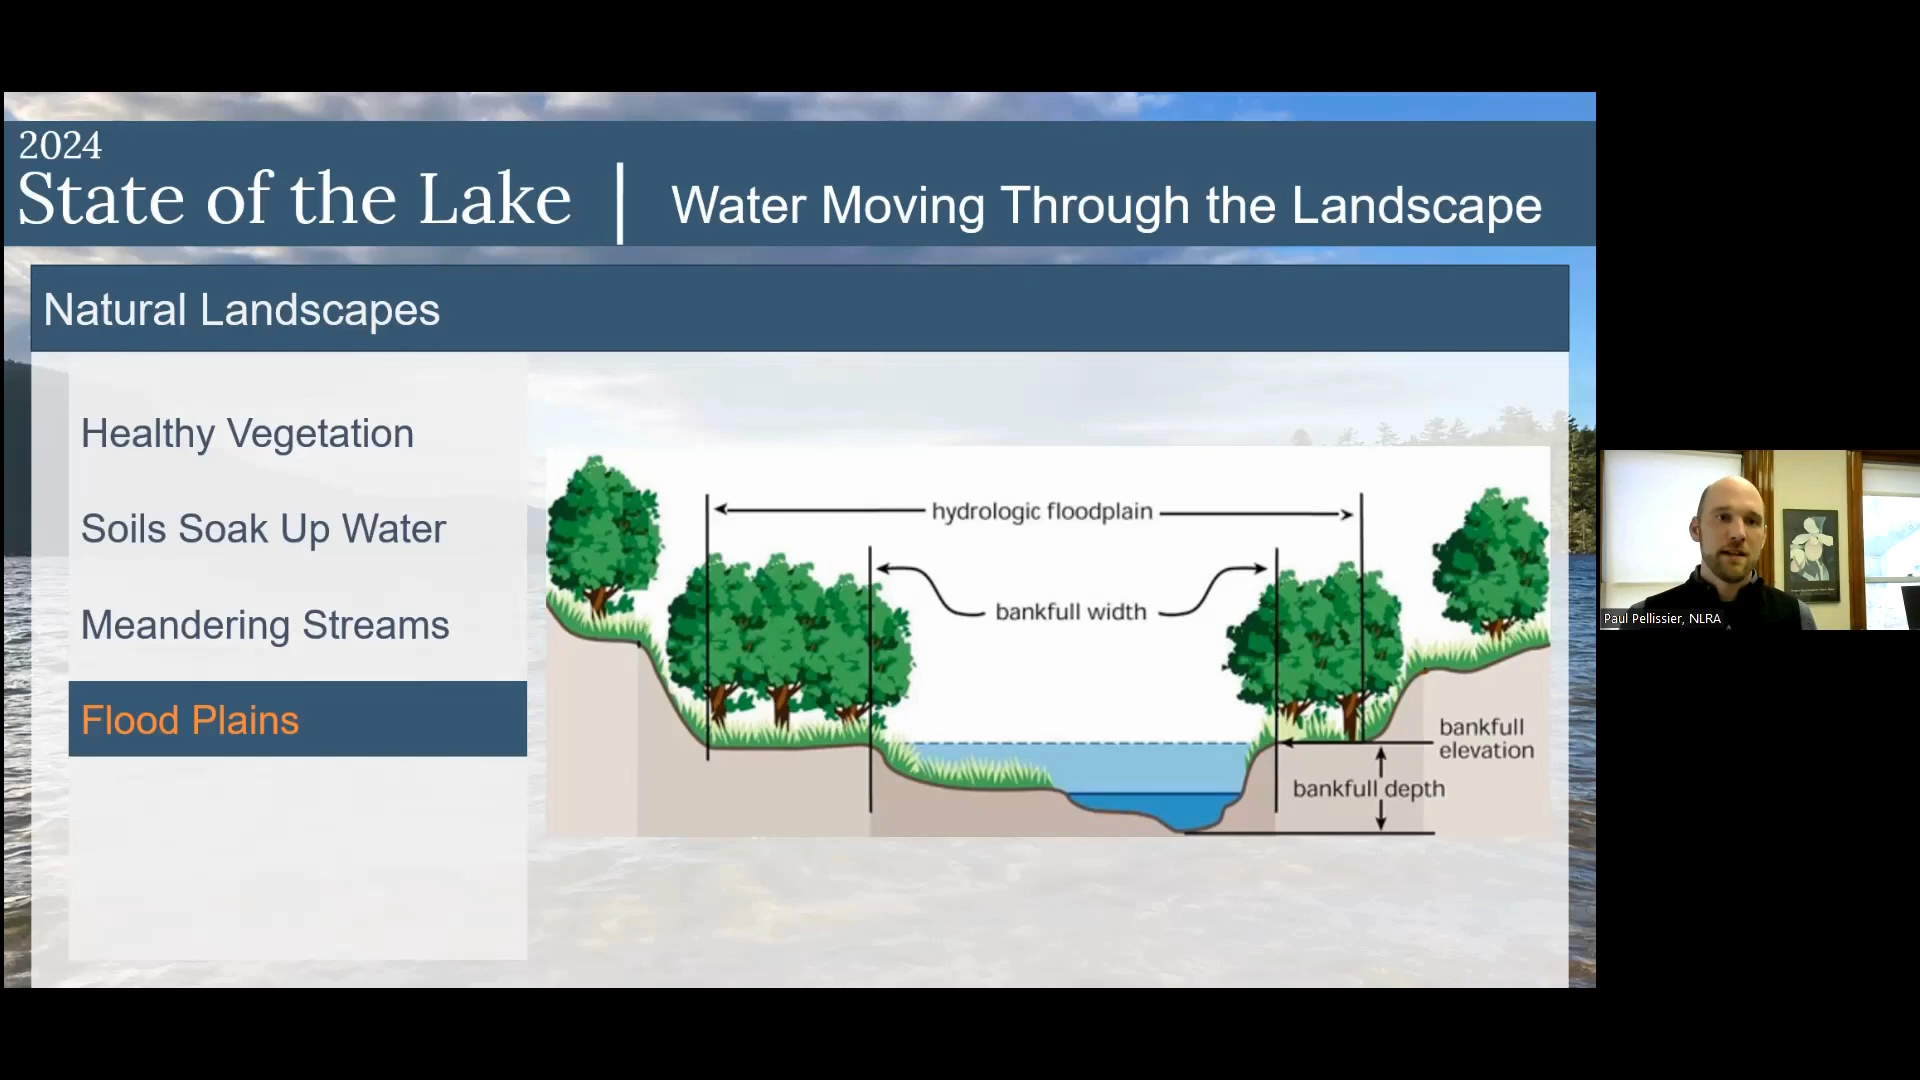 2024
State of the Lake
Water Moving Through the Landscape
Natural Landscapes
Healthy Vegetation
Soils Soak Up Water
Meandering Streams
Flood Plains
hydrologic floodplain
bankfull width
bankfull
elevation
bankfull depth
Paul Pellissier, NLRA